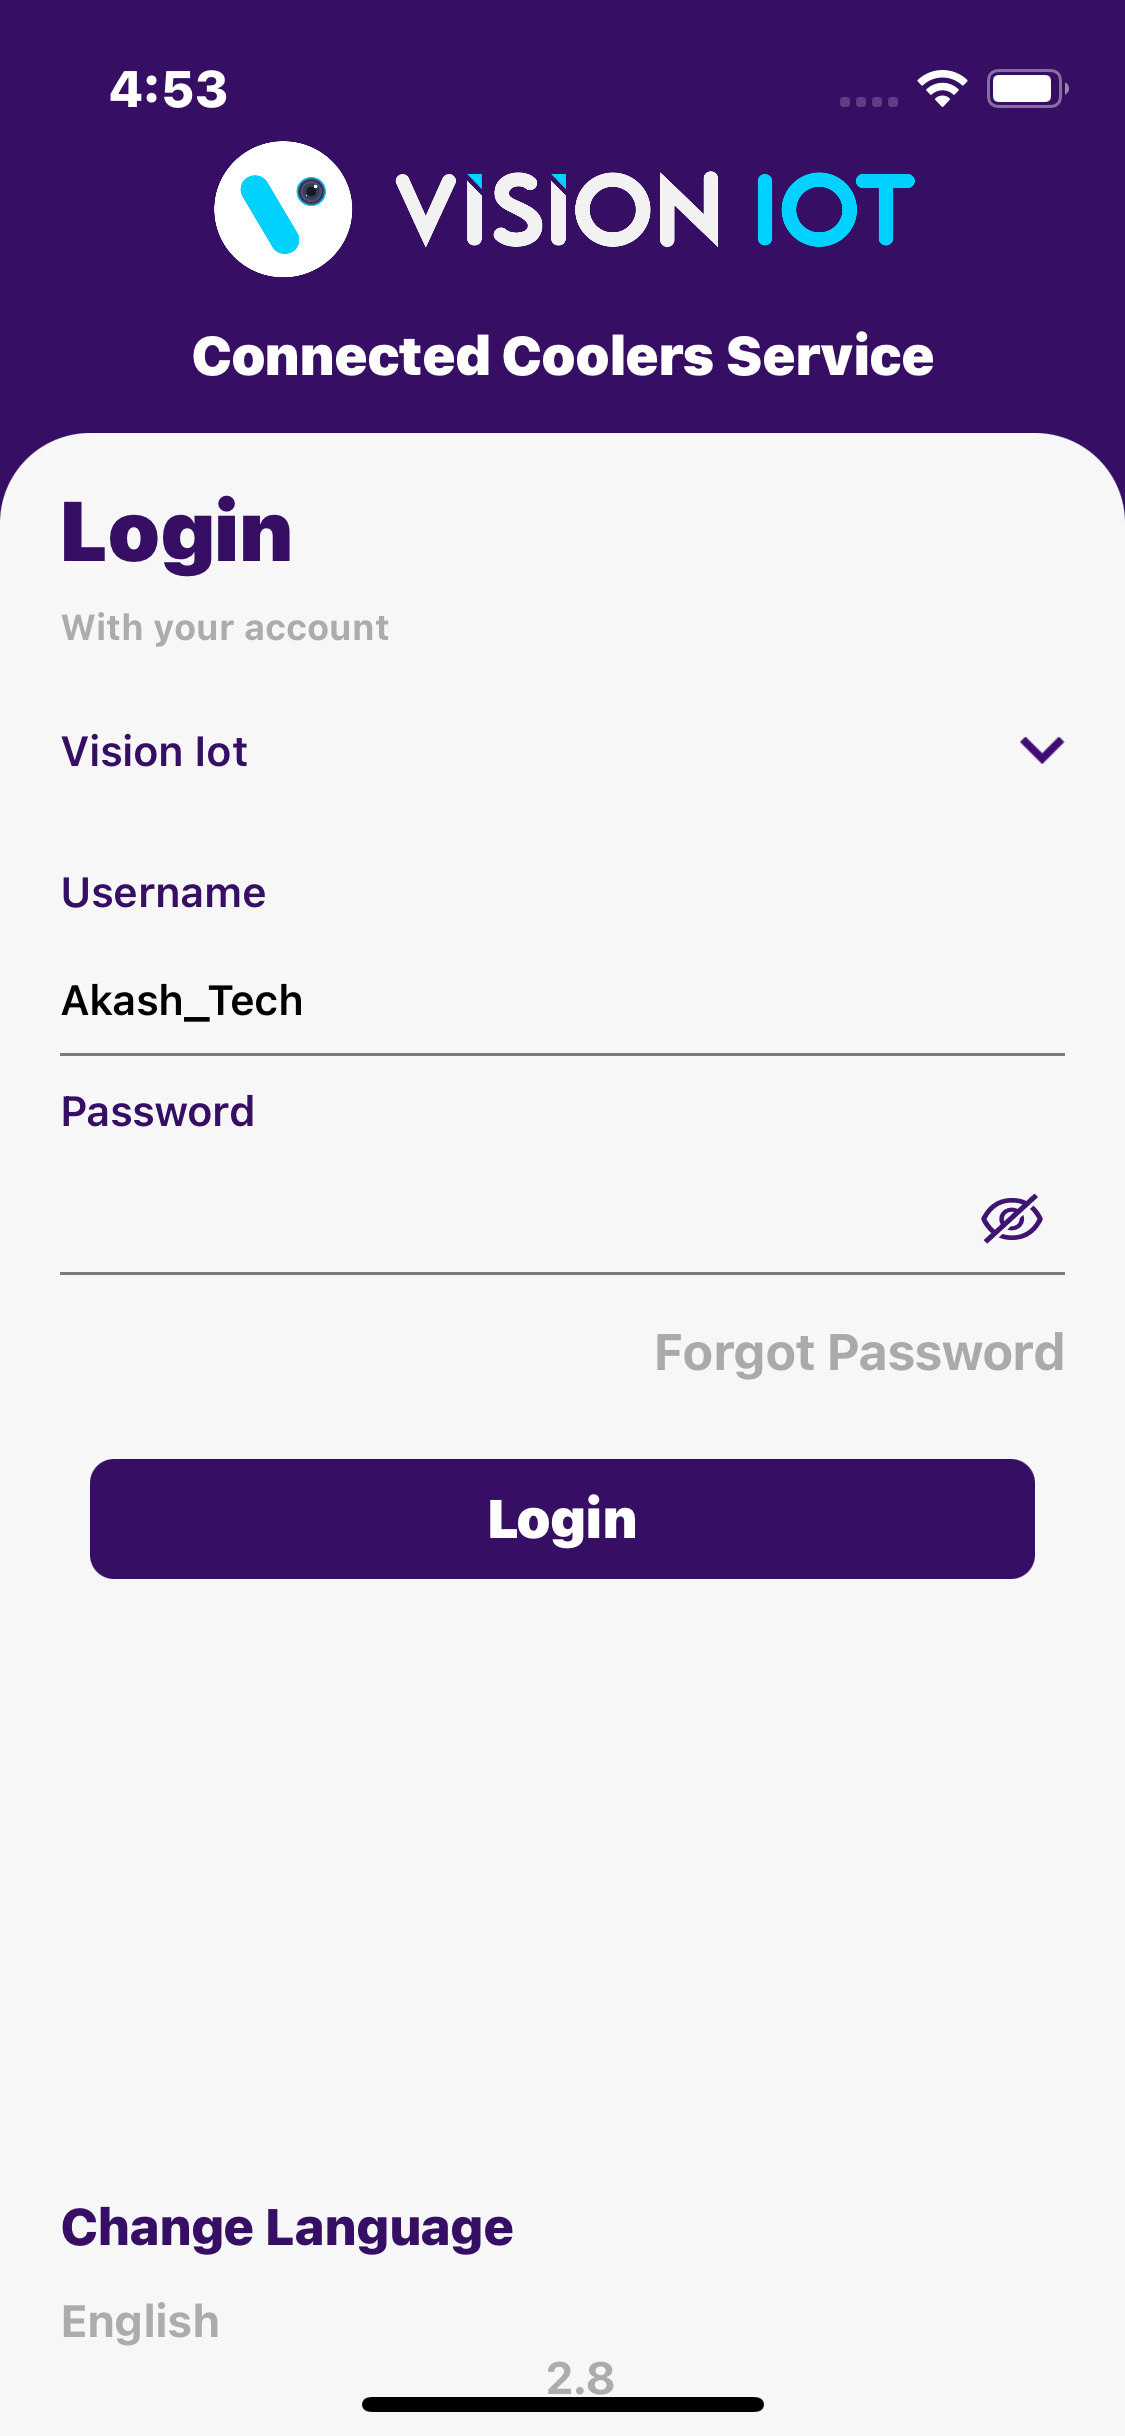 4:53
VISION IOT
Connected Coolers Service
Login
With your account
Vision Iot
Username
Akash_Tech
Password
Forgot Password
Login
Change Language
English
2.8